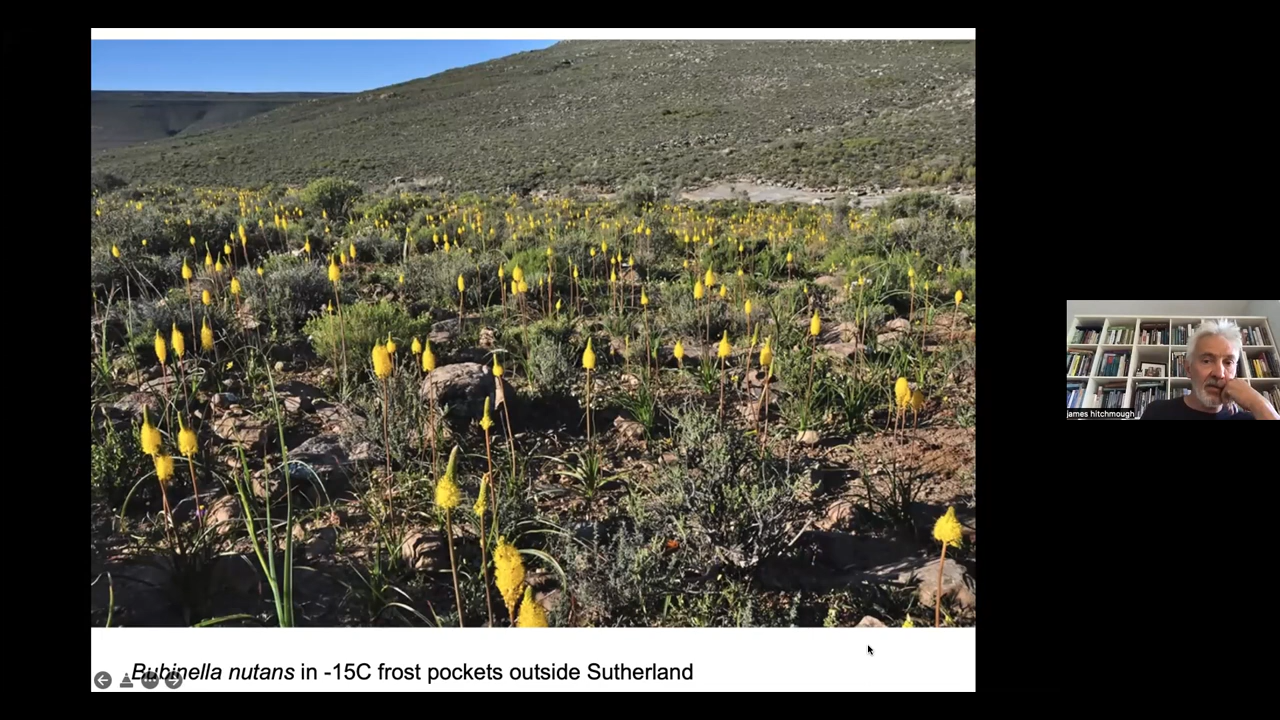 james hitchmough
Bubinella nutans in -15C frost pockets outside Sutherland